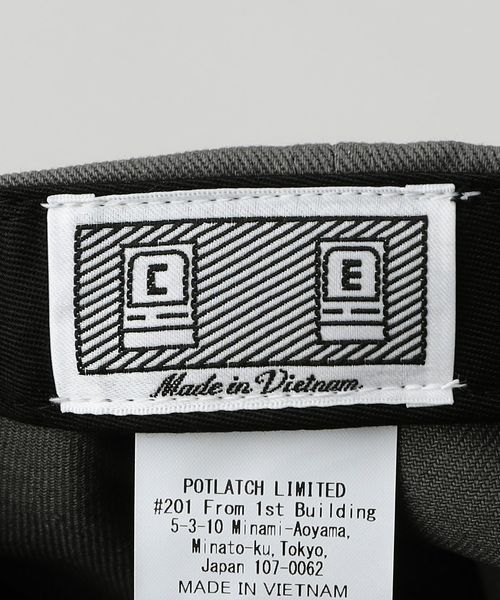 C E
Made in Vietnam
POTLATCH LIMITED
#201 From 1st Building
5-3-10 Minami-Aoyama,
Minato-ku,Tokyo,
Japan 107-0062
MADE IN VIETNAM